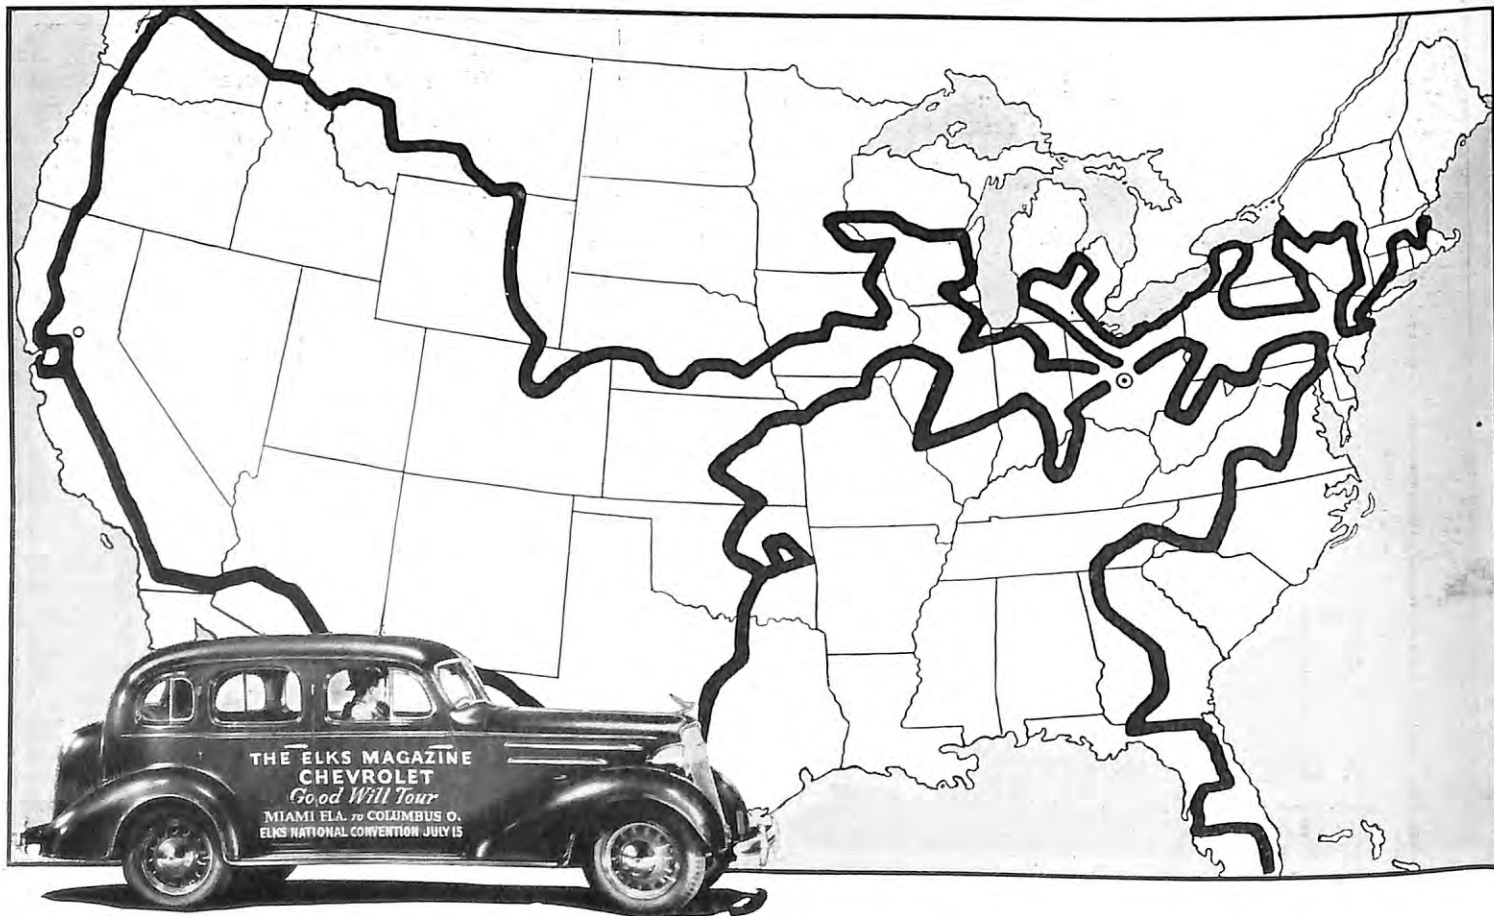 THE ELKS MAGAZINE
CHEVROLET
Good Will Tour
MIAMI FLA. TO COLUMBUS O.
ELKS NATIONAL CONVENTION JULY 15